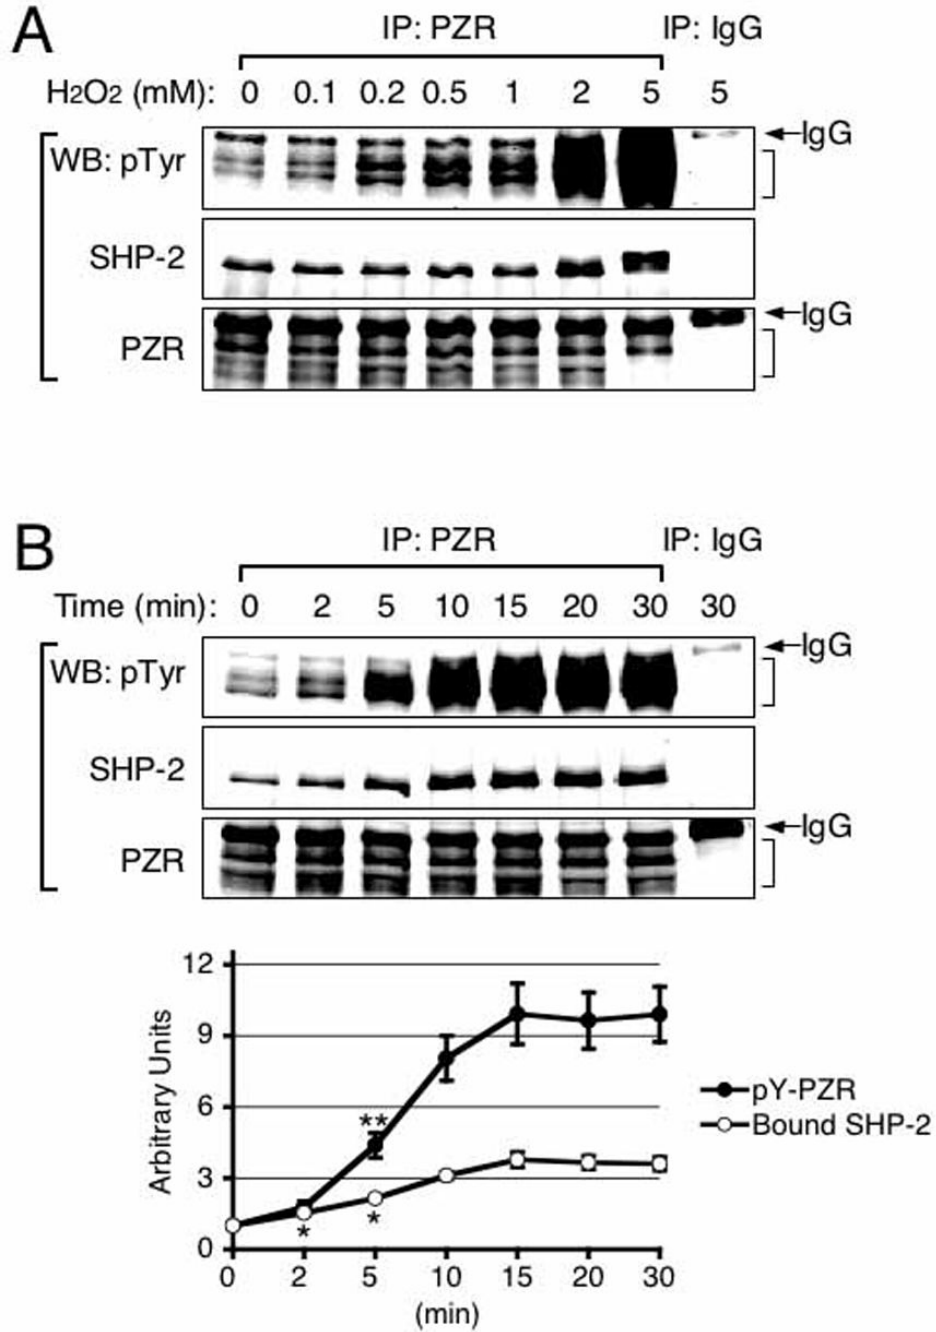 A
IP: PZR IP: IgG
H2O2 (mM): 0 0.1 0.2 0.5 1 2 5 5
WB: pTyr IgG
SHP-2
PZR IgG
B
IP: PZR IP: IgG
Time (min): 0 2 5 10 15 20 30 30
WB: pTyr IgG
SHP-2
PZR IgG
12
9
6
3
0
Arbitrary Units
**
*
*
pY-PZR
Bound SHP-2
0 2 5 10 15 20 30
(min)